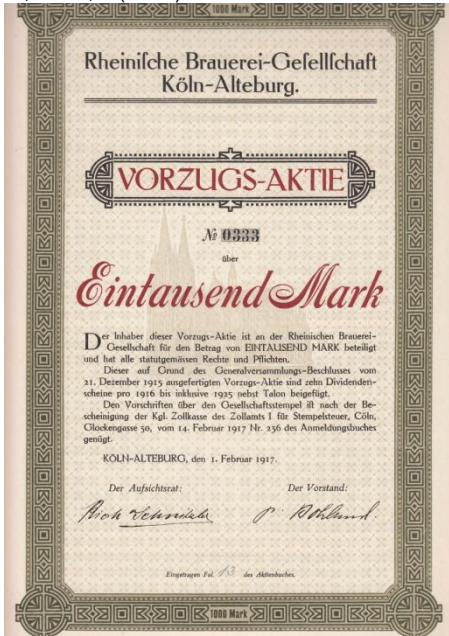 1000 Mark
Rheinische Brauerei-Gesellschaft
Köln-Alteburg.
VORZUGS-AKTIE
№ 0333
über
Eintausend Mark
Der Inhaber dieser Vorzugs-Aktie ist an der Rheinischen Brauerei-
Gesellschaft für den Betrag von EINTAUSEND MARK beteiligt
und hat alle statutgemässen Rechte und Pflichten.
Dieser auf Grund des Generalversammlungs-Beschlusses vom
21. Dezember 1915 ausgefertigten Vorzugs-Aktie sind zehn Dividenden-
scheine pro 1916 bis inklusive 1925 nebst Talon beigefügt.
Den Vorschriften über den Gesellschaftsstempel ist nach der Be-
scheinigung der Kgl. Zollkasse des Zollamts I für Stempelsteuer, Cöln,
Glockengasse 50, vom 14. Februar 1917 Nr. 236 des Anmeldungsbuches
genügt.
KÖLN-ALTEBURG, den 1. Februar 1917.
Der Aufsichtsrat: Der Vorstand:
Eingetragen Fol. 13 des Aktienbuches.
1000 Mark